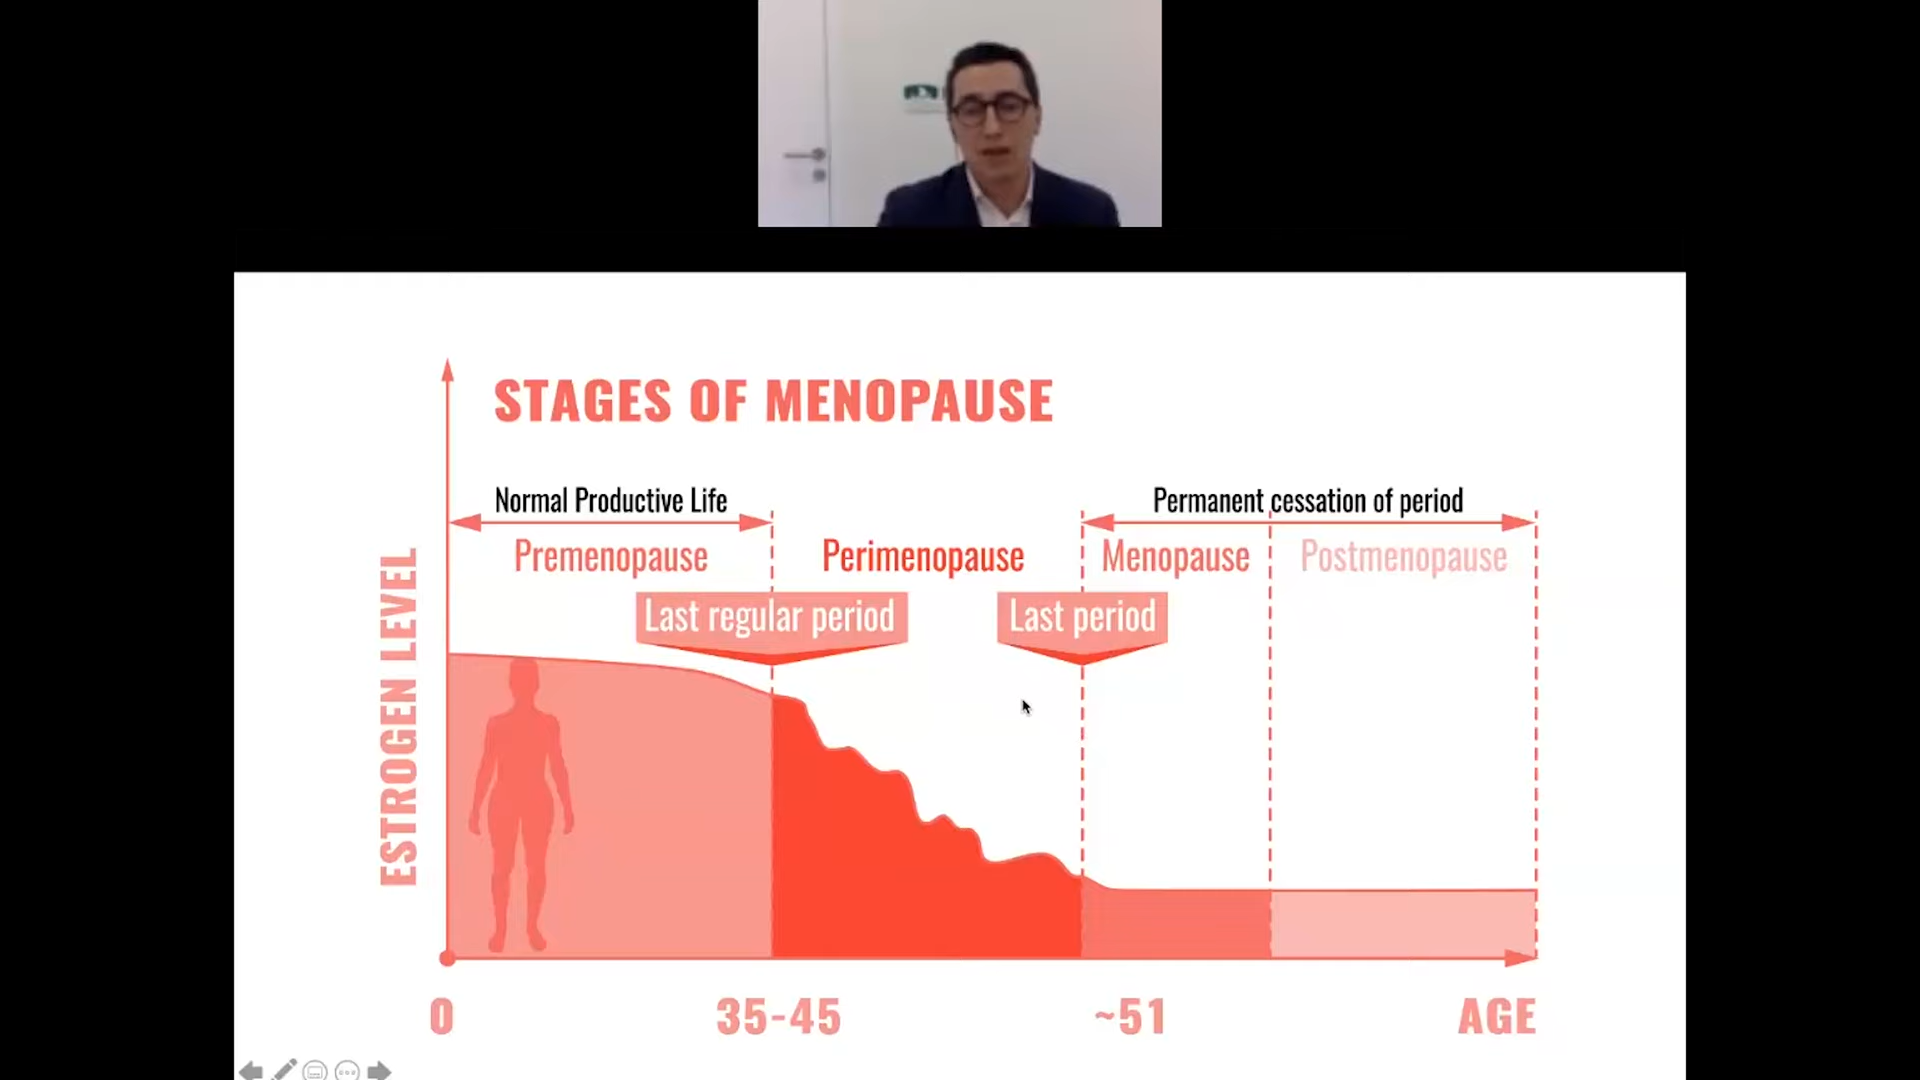 STAGES OF MENOPAUSE
Normal Productive Life
Permanent cessation of period
Premenopause
Perimenopause
Menopause
Postmenopause
Last regular period
Last period
ESTROGEN LEVEL
0
35-45
~51
AGE